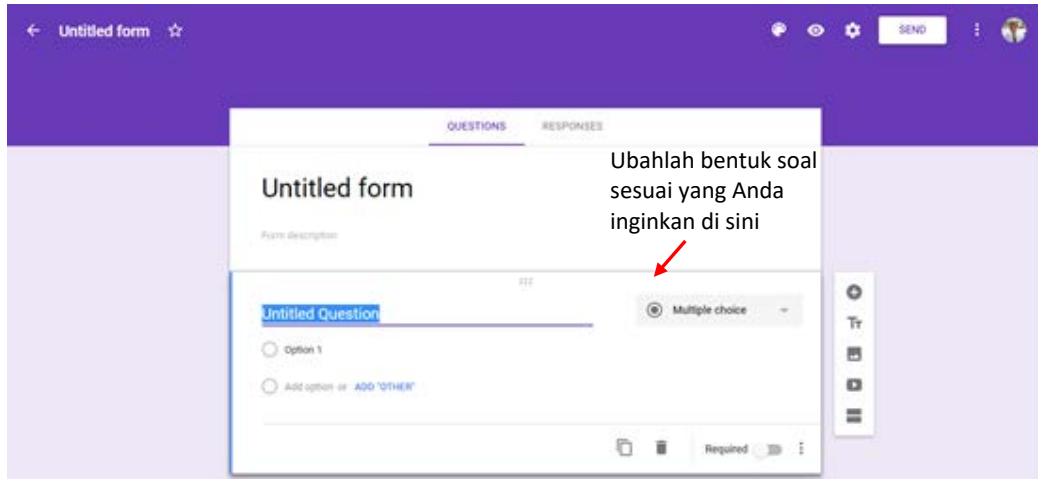 Untitled form
SEND
QUESTIONS RESPONSES
Ubahlah bentuk soal
sesuai yang Anda
inginkan di sini
Untitled form
Form description
Untitled Question
Multiple choice
Option 1
Add option or ADD "OTHER"
Tт
Required